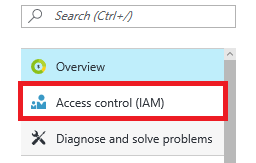 Search (Ctrl+/)
Overview
Access control (IAM)
Diagnose and solve problems